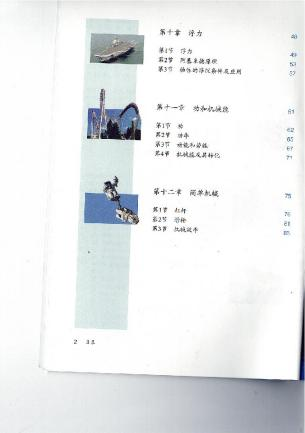 第十章 浮力 48
第1节 浮力 49
第2节 阿基米德原理 53
第3节 物体的浮沉条件及应用 57
第十一章 功和机械能 61
第1节 功 62
第2节 功率 65
第3节 动能和势能 67
第4节 机械能及其转化 71
第十二章 简单机械 75
第1节 杠杆 76
第2节 滑轮 81
第3节 机械效率 85
2 目录